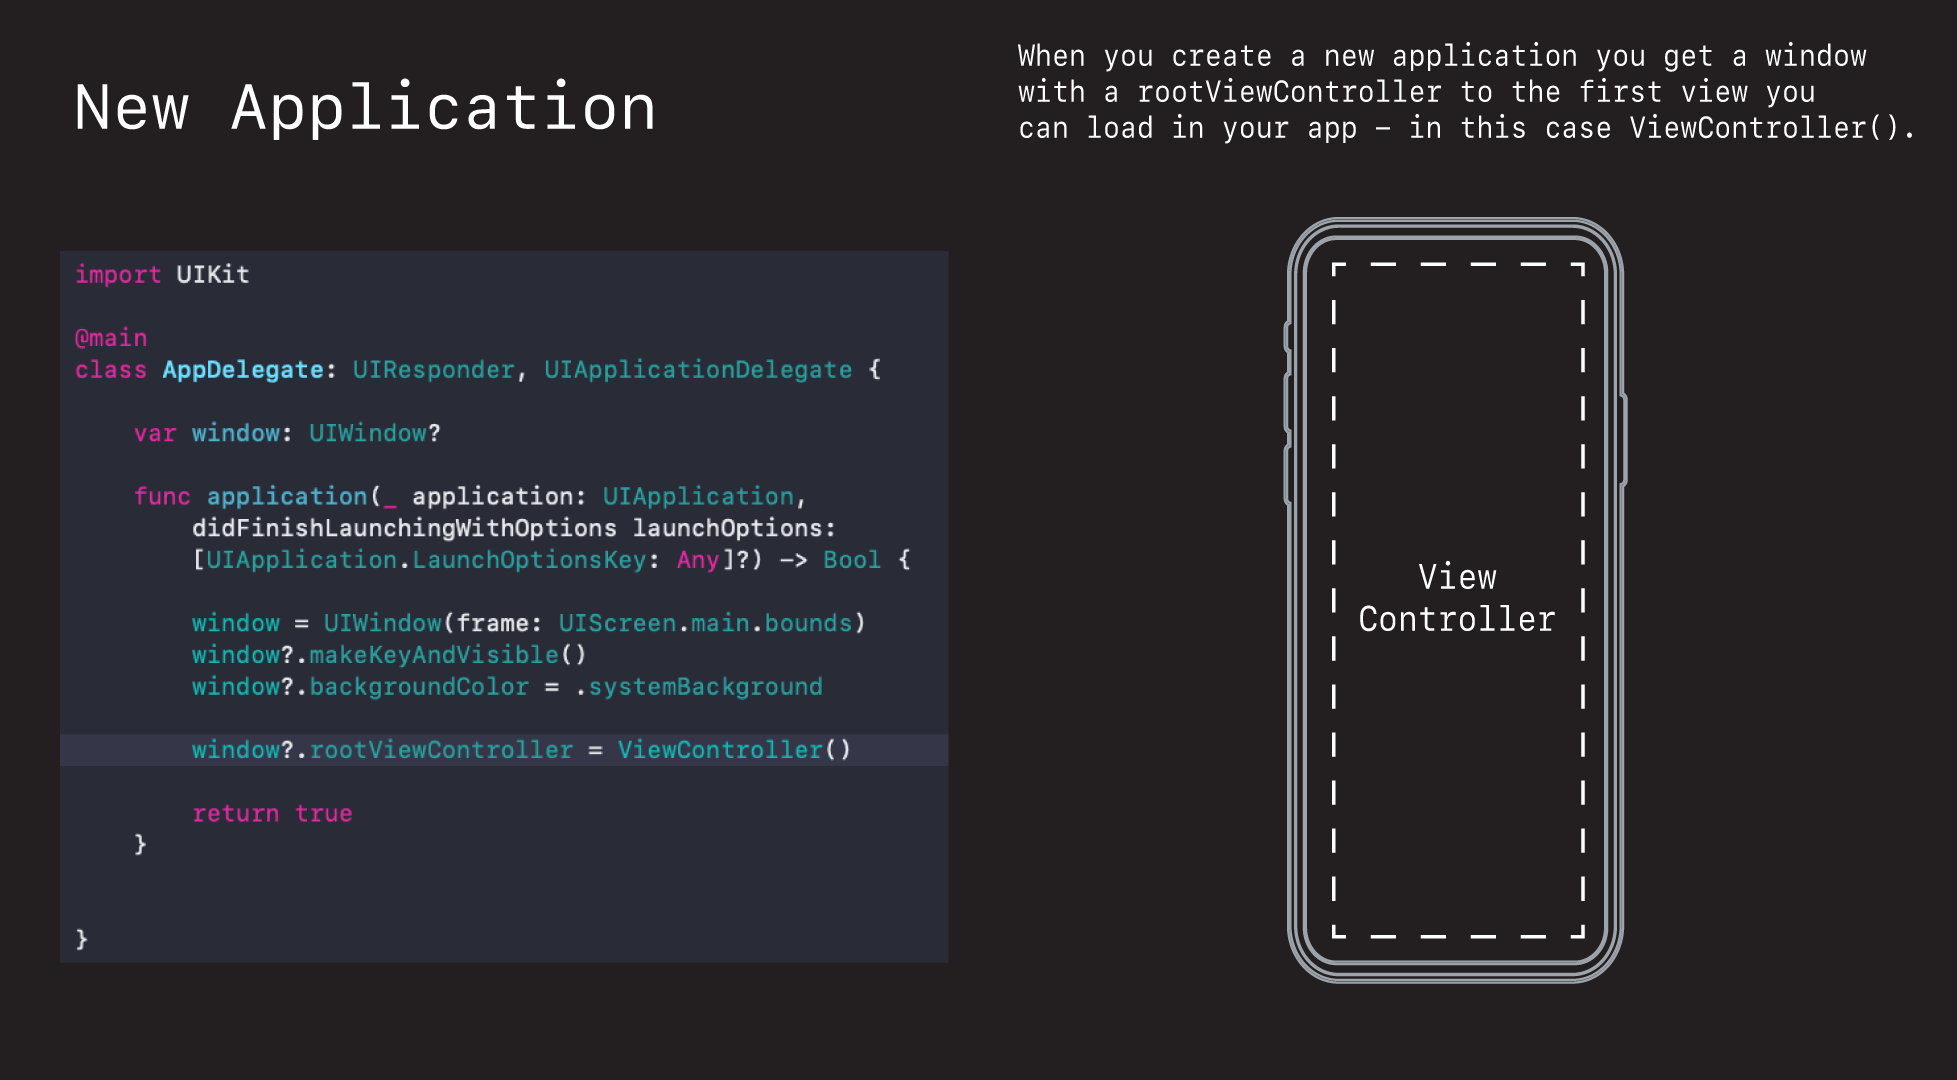 New Application
When you create a new application you get a window
with a rootViewController to the first view you
can load in your app – in this case ViewController().
import UIKit
@main
class AppDelegate: UIResponder, UIApplicationDelegate {
var window: UIWindow?
func application(_ application: UIApplication,
didFinishLaunchingWithOptions launchOptions:
[UIApplication.LaunchOptionsKey: Any]?) -> Bool {
window = UIWindow(frame: UIScreen.main.bounds)
window?.makeKeyAndVisible()
window?.backgroundColor = .systemBackground
window?.rootViewController = ViewController()
return true
}
}
View
Controller